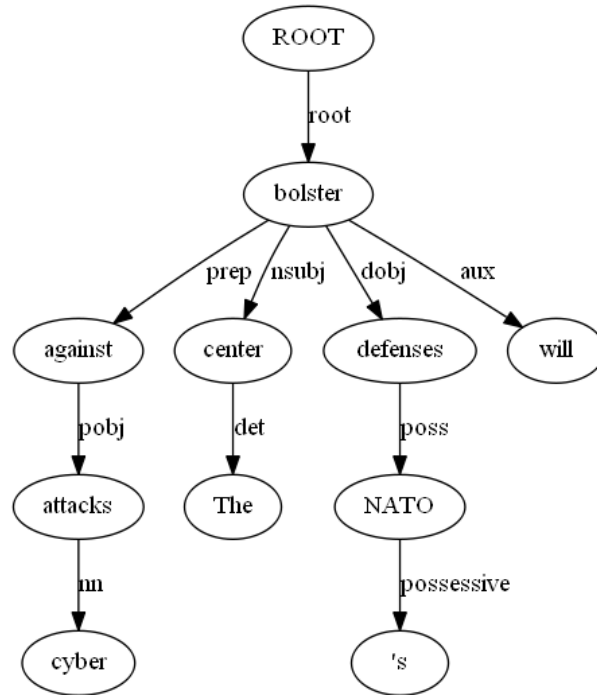 ROOT
root
bolster
prep nsubj dobj aux
against center defenses will
pobj det poss
attacks The NATO
nn possessive
cyber 's